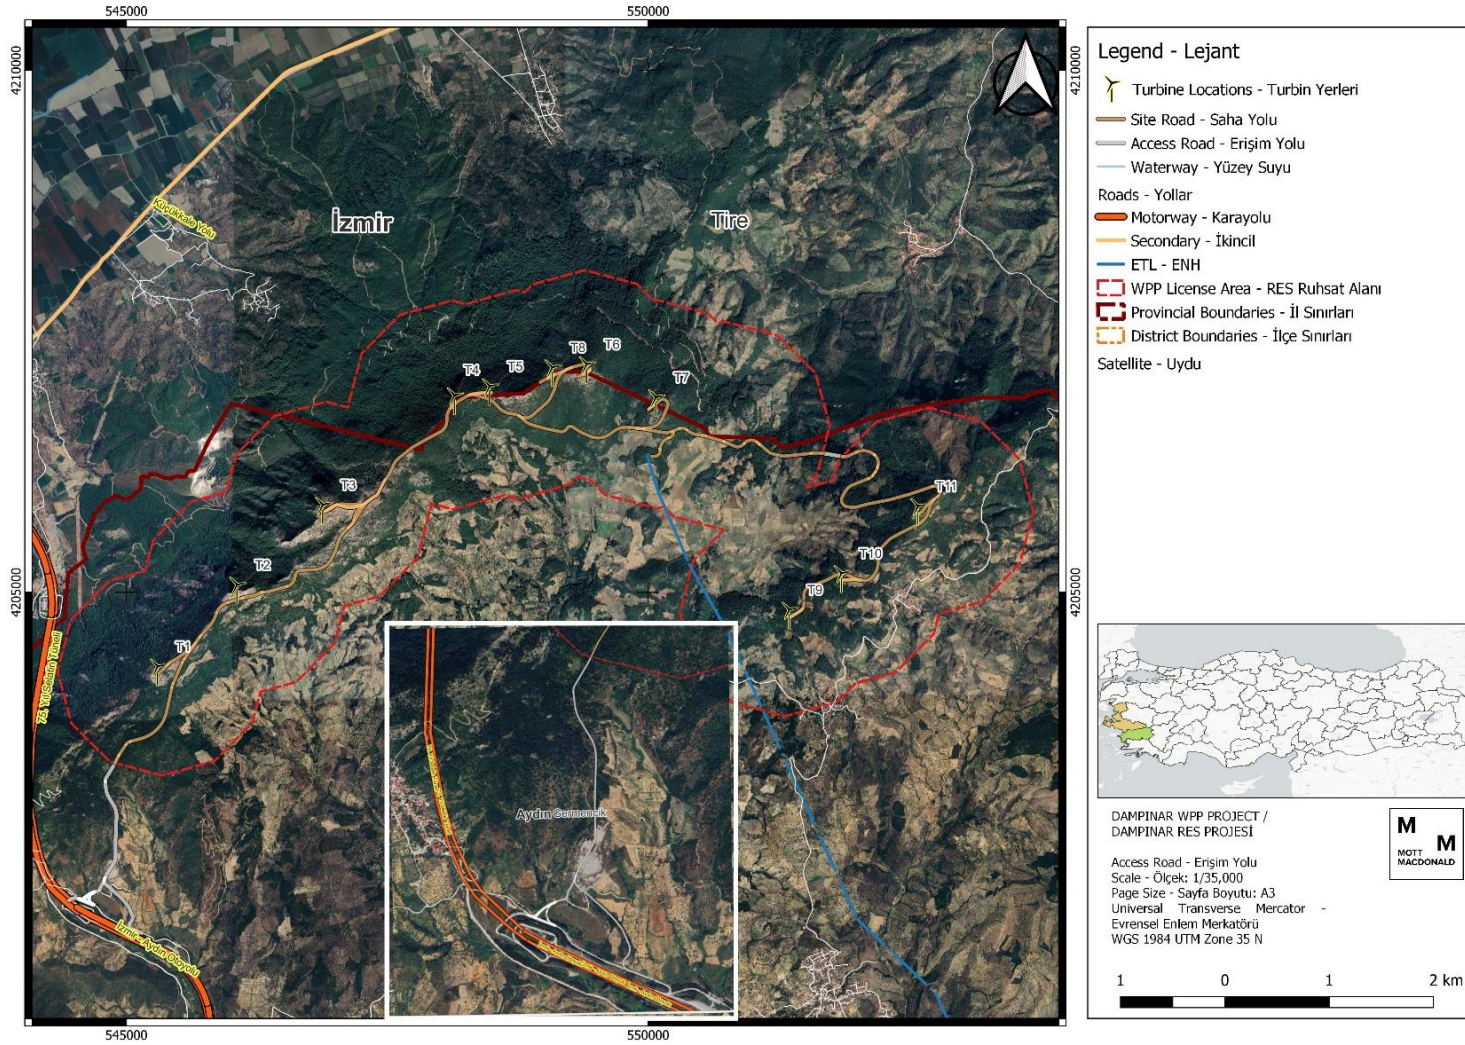 545000
550000
4210000
4210000
4205000
4205000
545000
550000
İzmir
Tire
Küçükkale Yolu
T8
T6
T4
T5
T7
T3
T11
T2
T10
T9
T1
75. Yıl Selatin Tüneli
İzmir - Aydın Otoyolu
Aydın Germencik
Legend - Lejant
Turbine Locations - Turbin Yerleri
Site Road - Saha Yolu
Access Road - Erişim Yolu
Waterway - Yüzey Suyu
Roads - Yollar
Motorway - Karayolu
Secondary - İkincil
ETL - ENH
WPP License Area - RES Ruhsat Alanı
Provincial Boundaries - İl Sınırları
District Boundaries - İlçe Sınırları
Satellite - Uydu
DAMPINAR WPP PROJECT /
DAMPINAR RES PROJESİ
M
M
MOTT
MACDONALD
Access Road - Erişim Yolu
Scale - Ölçek: 1/35,000
Page Size - Sayfa Boyutu: A3
Universal Transverse Mercator -
Evrensel Enlem Merkatörü
WGS 1984 UTM Zone 35 N
1 0 1 2 km